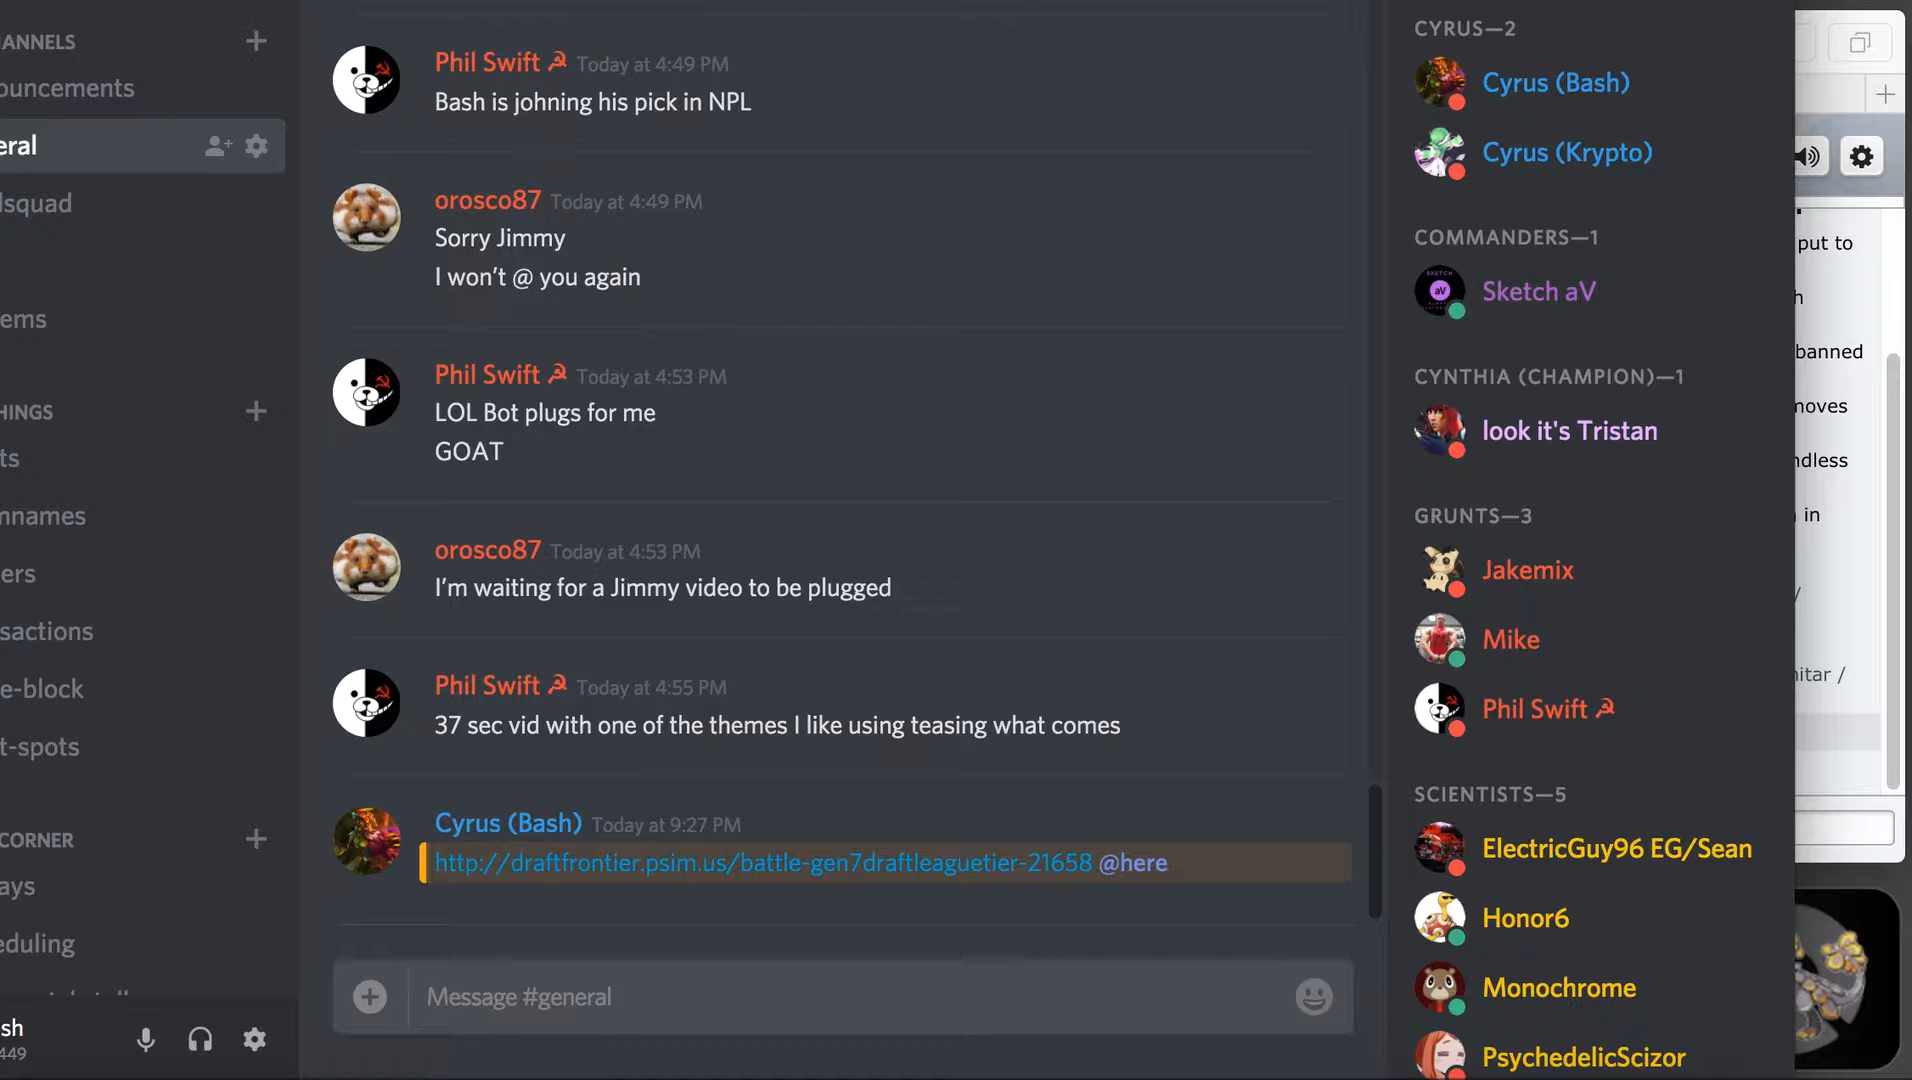 ANNELS
ouncements
eral
lsquad
ems
HINGS
ts
mnames
ers
sactions
e-block
t-spots
CORNER
ays
eduling
sh
449
Phil Swift ☭ Today at 4:49 PM
Bash is johning his pick in NPL
orosco87 Today at 4:49 PM
Sorry Jimmy
I won't @ you again
Phil Swift ☭ Today at 4:53 PM
LOL Bot plugs for me
GOAT
orosco87 Today at 4:53 PM
I'm waiting for a Jimmy video to be plugged
Phil Swift ☭ Today at 4:55 PM
37 sec vid with one of the themes I like using teasing what comes
Cyrus (Bash) Today at 9:27 PM
http://draftfrontier.psim.us/battle-gen7draftleaguetier-21658 @here
Message #general
CYRUS—2
Cyrus (Bash)
Cyrus (Krypto)
COMMANDERS—1
SKETCH
aV
Sketch aV
CYNTHIA (CHAMPION)—1
look it's Tristan
GRUNTS—3
Jakemix
Mike
Phil Swift ☭
SCIENTISTS—5
ElectricGuy96 EG/Sean
Honor6
Monochrome
PsychedelicScizor
put to
h
banned
moves
ndless
in
/
itar /